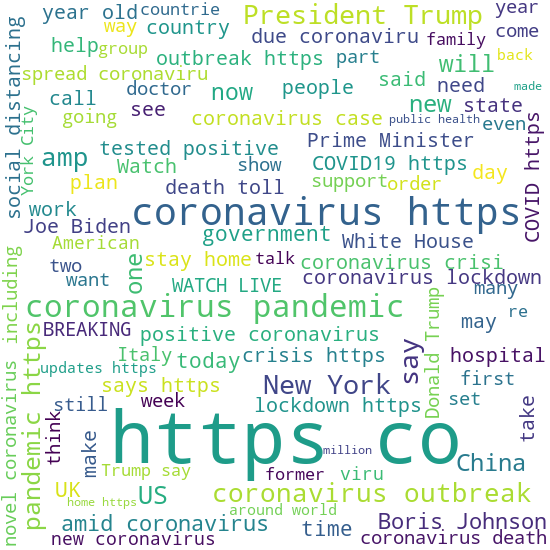 year old
countrie
President Trump
year
way
country
due coronaviru
come
social distancing
help
group
outbreak https
part
family
back
spread coronaviru
doctor
people
will
need
made
call
now
said
new
state
York City
going
see
coronavirus case
public health
even
amp
tested positive
Prime Minister
COVID https
Watch
show
COVID19 https
day
plan
death toll
support
order
work
coronavirus https
Joe Biden
government
White House
American
one
stay home
talk
coronavirus crisi
two
want
WATCH LIVE
coronavirus lockdown
many
novel coronavirus including
coronavirus pandemic
Donald Trump
may
re
BREAKING
positive coronavirus
say
pandemic https
Italy
today
crisis https
hospital
updates https
says https
New York
first
still
week
lockdown https
set
take
think
make
https co
million
China
Trump say
former
viru
UK
US
coronavirus outbreak
home https
around world
amid coronavirus
time
Boris Johnson
new coronavirus
coronavirus death